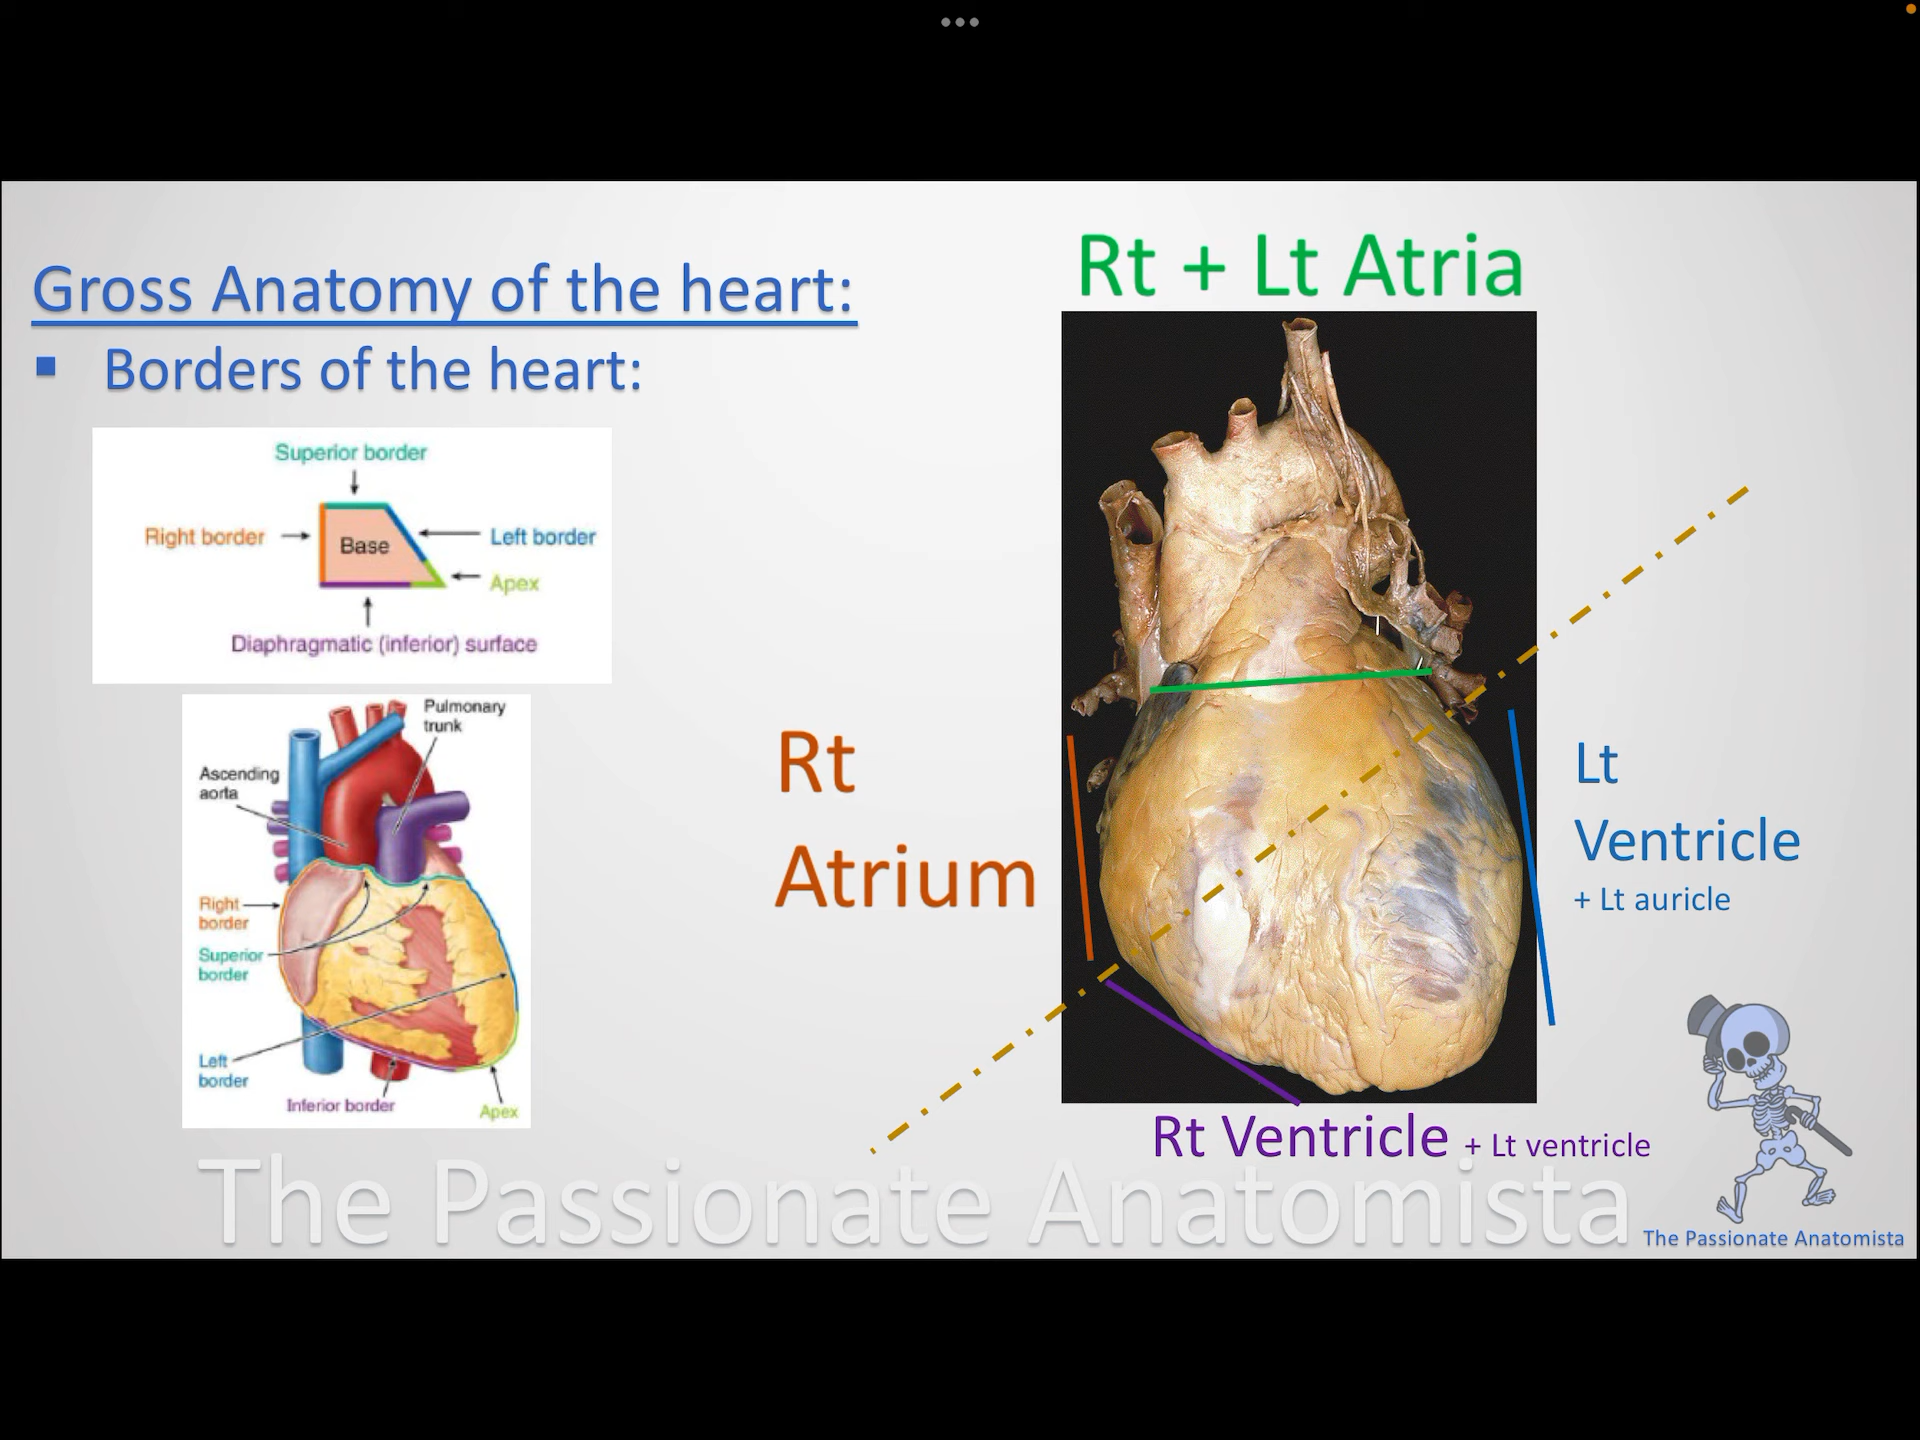 Gross Anatomy of the heart:
▪ Borders of the heart:
Superior border
Right border
Base
Left border
Apex
Diaphragmatic (inferior) surface
Pulmonary
trunk
Ascending
aorta
Right
border
Superior
border
Left
border
Inferior border
Apex
Rt + Lt Atria
Rt
Atrium
Lt
Ventricle
+ Lt auricle
Rt Ventricle + Lt ventricle
The Passionate Anatomista
The Passionate Anatomista